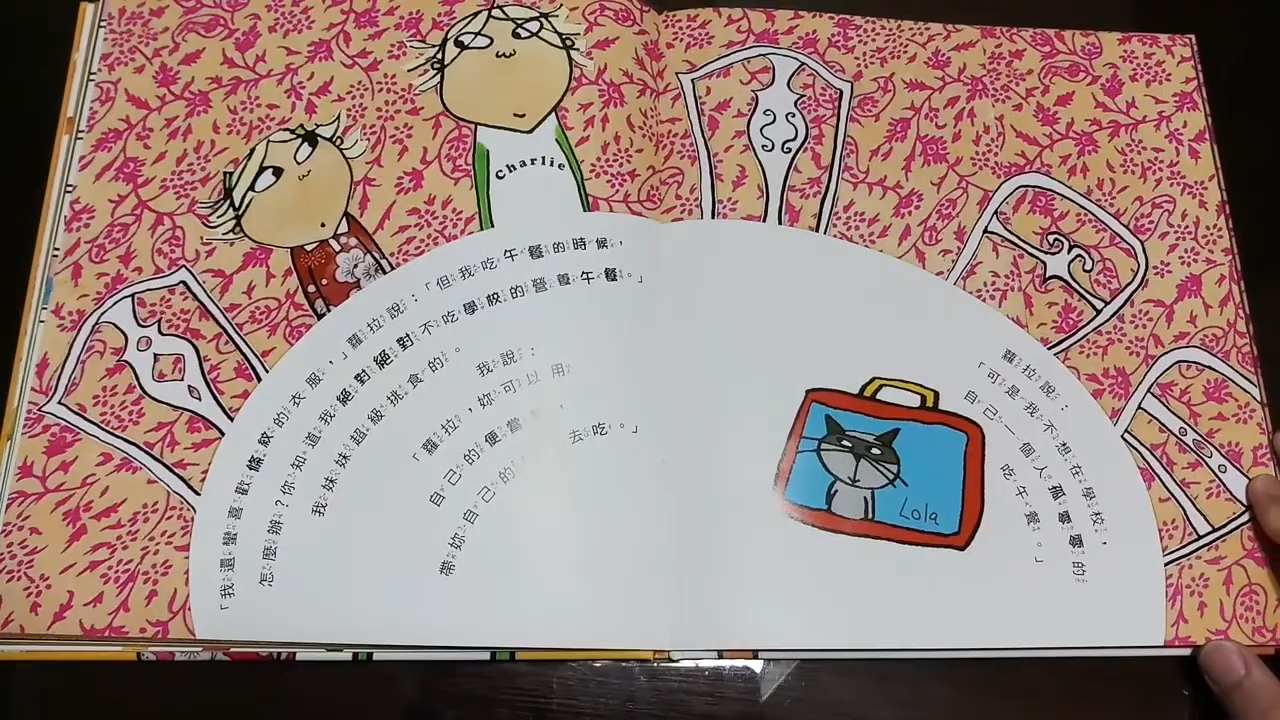 Charlie
「我還蠻喜歡條紋的衣服，」蘿拉說：「但我吃午餐的時候，
怎麼辦？你知道我絕對絕對不吃學校的營養午餐。」
我妹妹超級挑食的。
我說：
「蘿拉，妳可以用
自己的便當
帶妳自己的
去吃。」
Lola
蘿拉說：
「可是我不想在學校，
自己一個人孤零零的
吃午餐。」